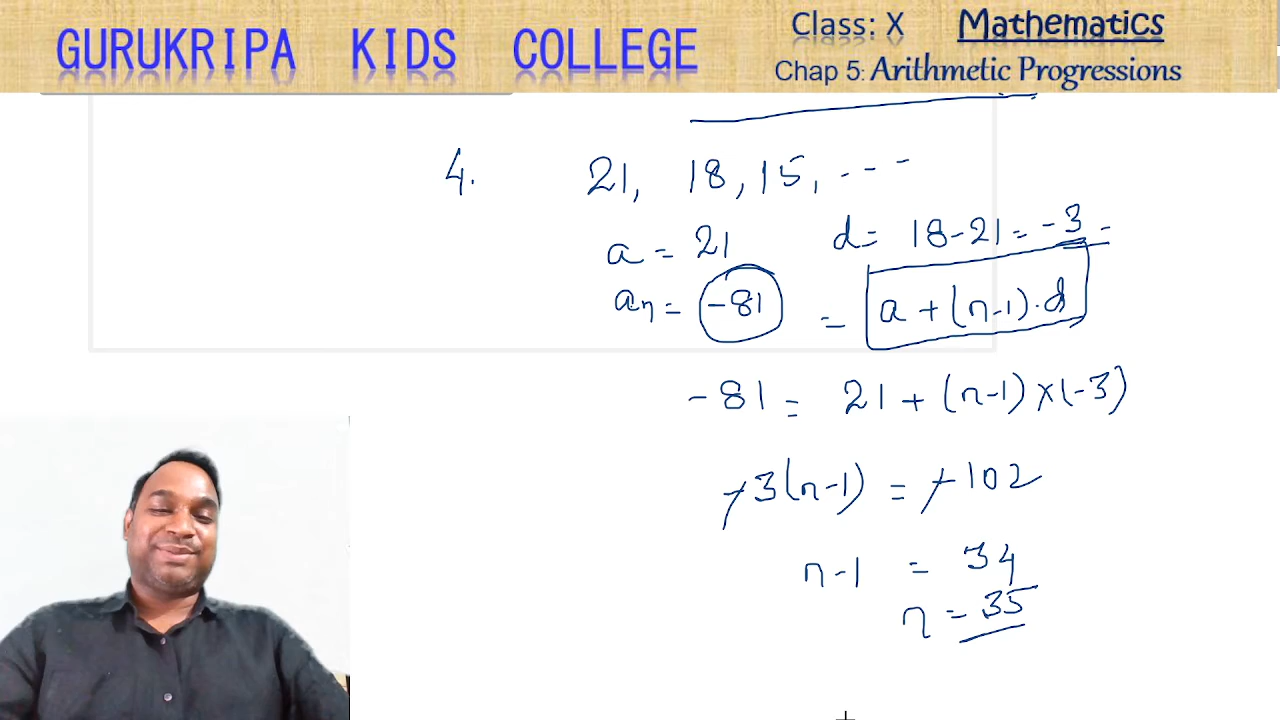 GURUKRIPA KIDS COLLEGE
Class: X Mathematics
Chap 5: Arithmetic Progressions
4. 21, 18, 15, ---
a = 21 d = 18-21 = -3
an = -81 = a + (n-1)·d
-81 = 21 + (n-1) x (-3)
-3(n-1) = -102
n-1 = 34
n = 35